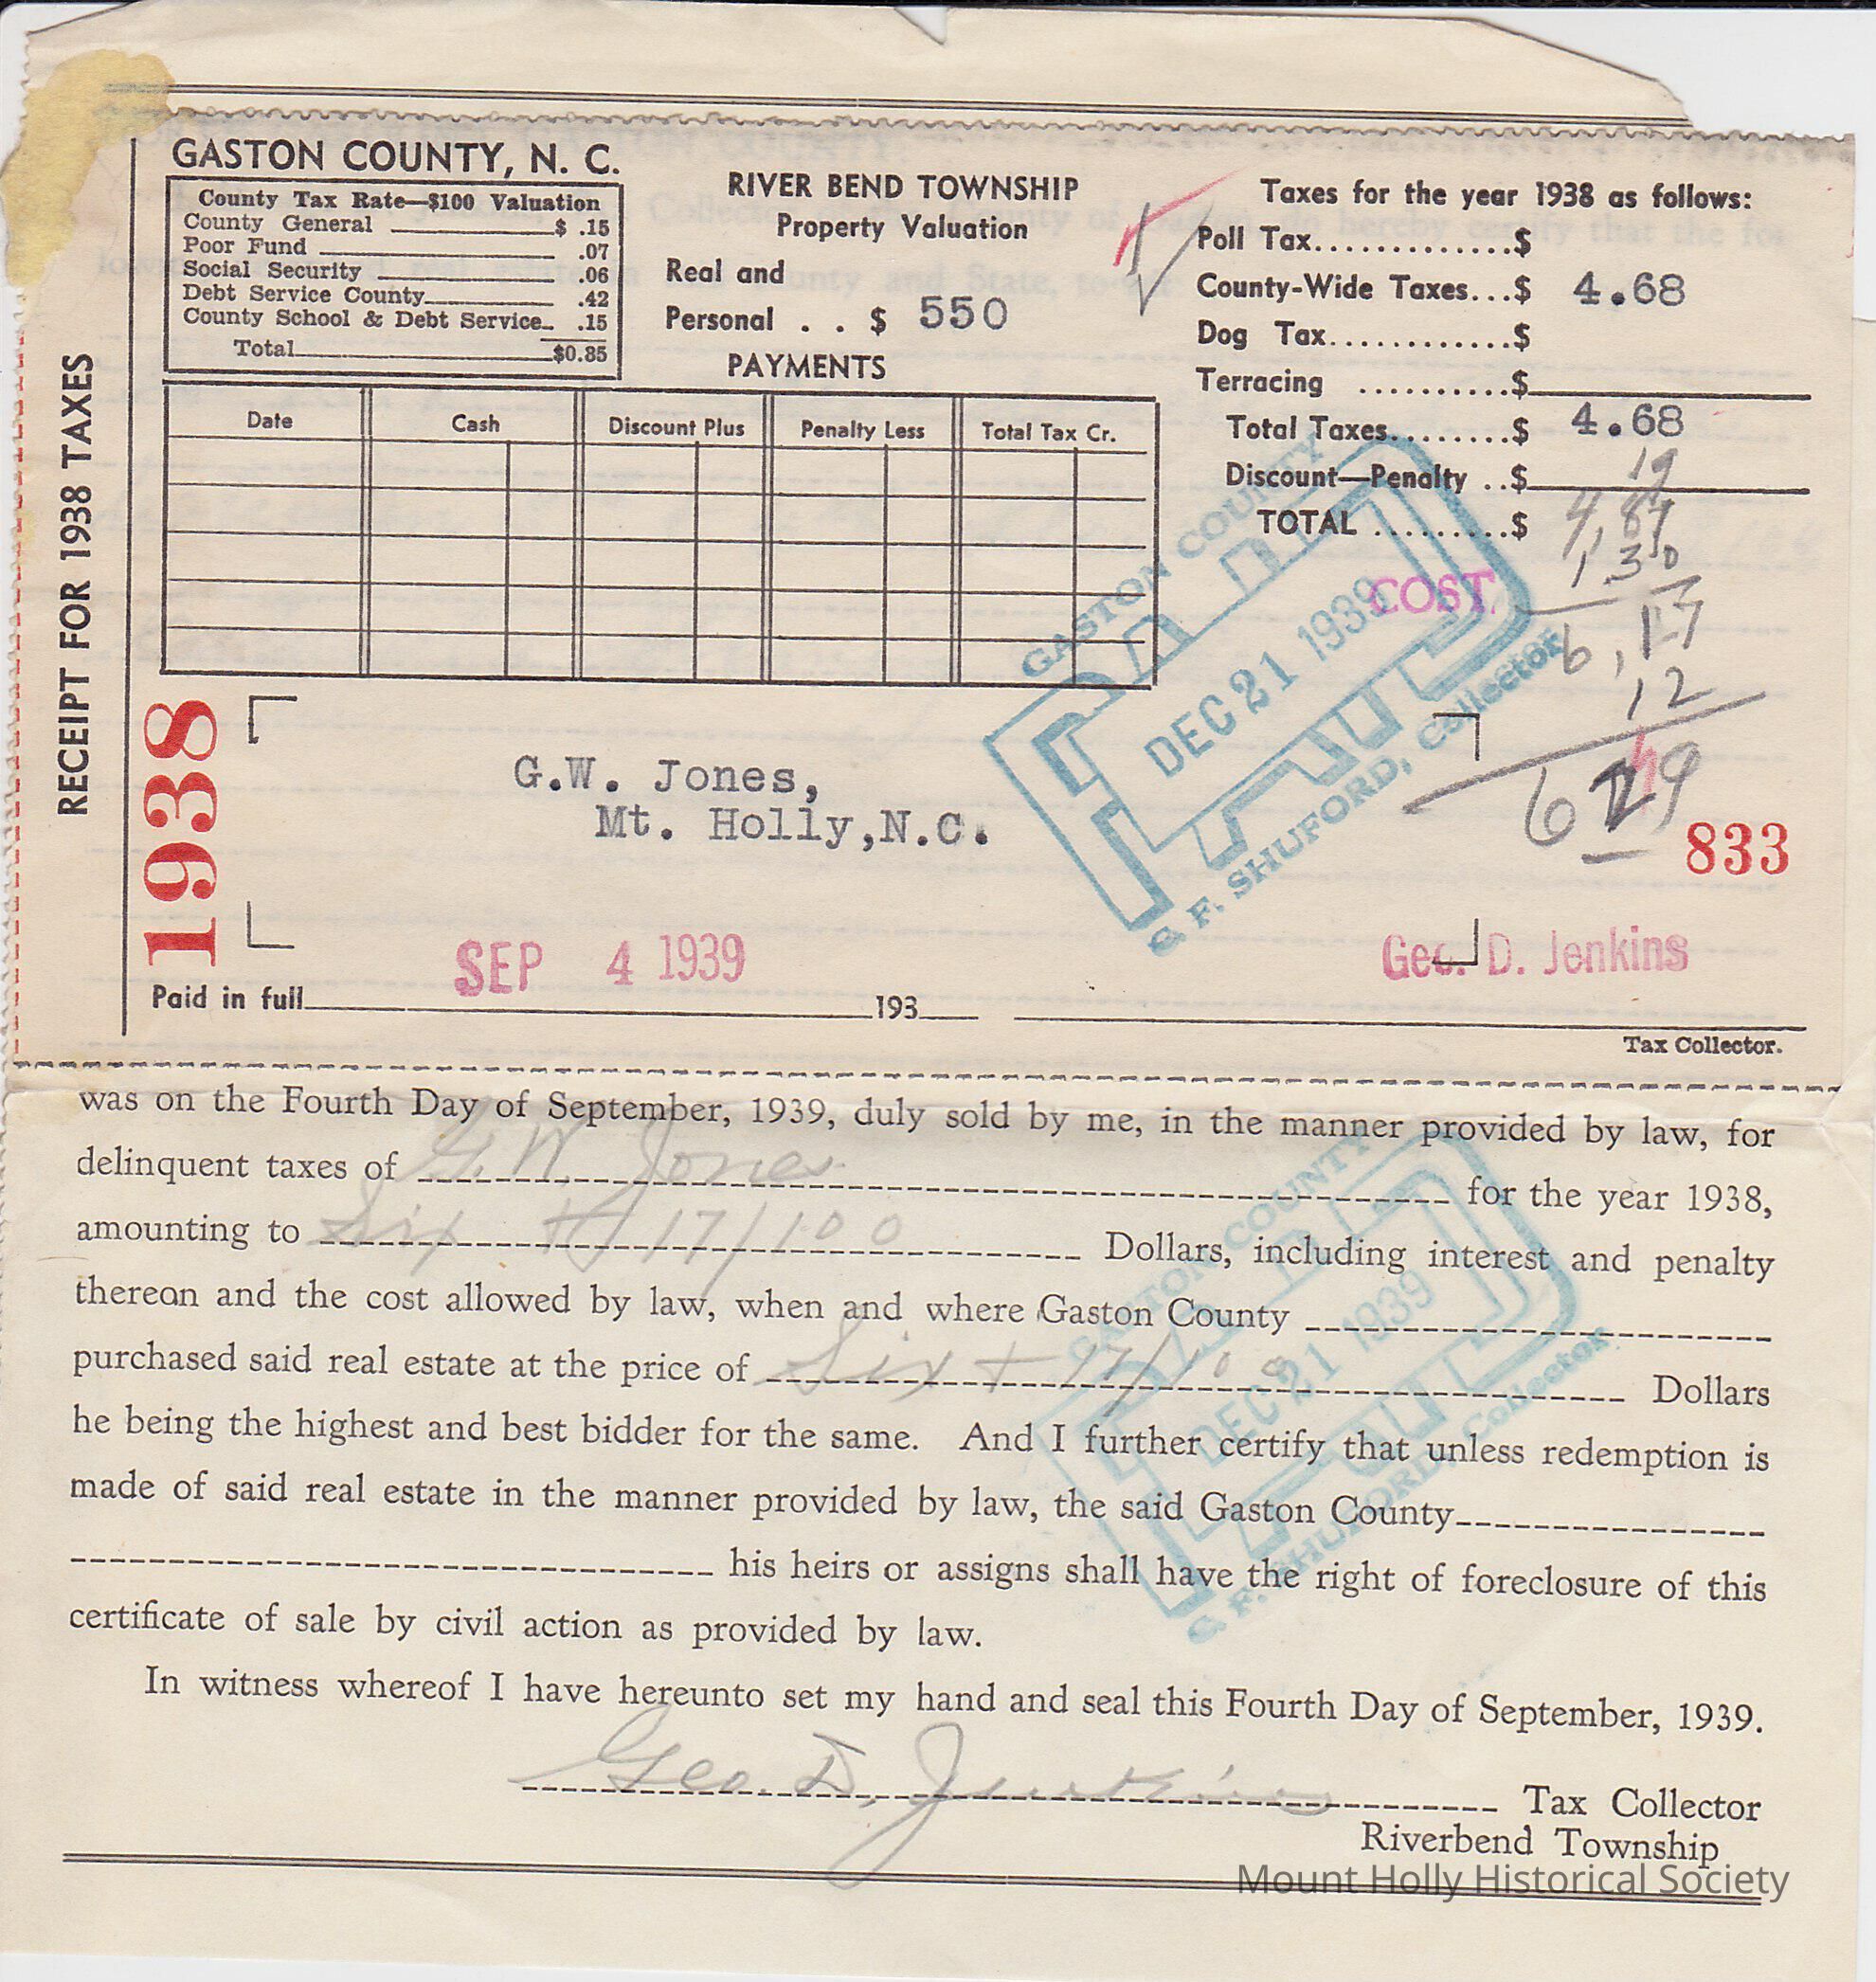 GASTON COUNTY, N. C.
County Tax Rate—$100 Valuation
County General $ .15
Poor Fund .07
Social Security .06
Debt Service County .42
County School & Debt Service .15
Total $0.85
RIVER BEND TOWNSHIP
Property Valuation
Real and
Personal . . $ 550
PAYMENTS
Date Cash Discount Plus Penalty Less Total Tax Cr.
Taxes for the year 1938 as follows:
Poll Tax.............$
County-Wide Taxes...$ 4.68
Dog Tax............$
Terracing ..........$
Total Taxes........$ 4.68
Discount—Penalty ..$ 19
TOTAL .........$ 4,87
COST. 1,30
6,17
12
6 29
RECEIPT FOR 1938 TAXES
1938
G.W. Jones,
Mt. Holly,N.C.
GASTON COUNTY
PAID
DEC 21 1939
C. F. SHUFORD, Collector
833
SEP 4 1939
Geo. D. Jenkins
Paid in full 193
Tax Collector.
was on the Fourth Day of September, 1939, duly sold by me, in the manner provided by law, for
delinquent taxes of G. W. Jones for the year 1938,
amounting to Six + 17/100 Dollars, including interest and penalty
thereon and the cost allowed by law, when and where Gaston County
purchased said real estate at the price of Six + 17/100 Dollars
he being the highest and best bidder for the same. And I further certify that unless redemption is
made of said real estate in the manner provided by law, the said Gaston County
his heirs or assigns shall have the right of foreclosure of this
certificate of sale by civil action as provided by law.
GASTON COUNTY
PAID
DEC 21 1939
C. F. SHUFORD, Collector
In witness whereof I have hereunto set my hand and seal this Fourth Day of September, 1939.
Geo. D. Jenkins Tax Collector
Riverbend Township
Mount Holly Historical Society